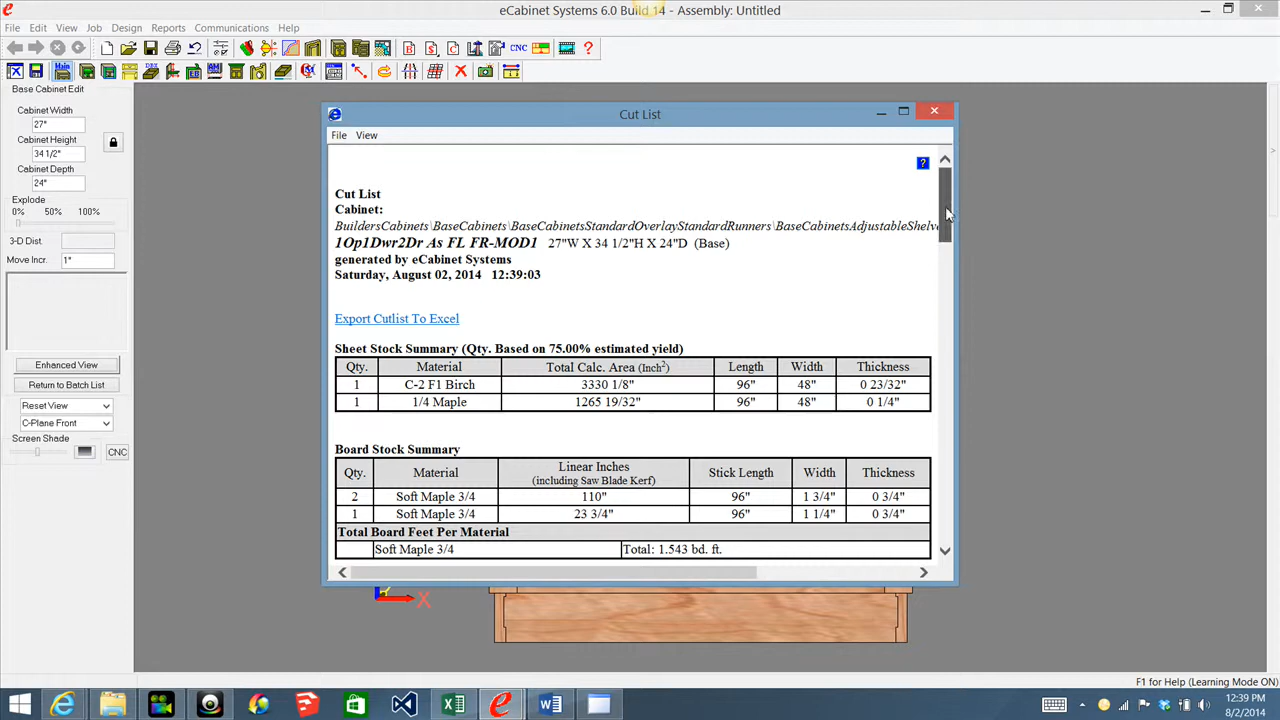 eCabinet Systems 6.0 Build 14 - Assembly: Untitled
File Edit View Job Design Reports Communications Help
CNC
Main
Base Cabinet Edit
Cabinet Width
27"
Cabinet Height
34 1/2"
Cabinet Depth
24"
Explode
0% 50% 100%
3-D Dist.
Move Incr. 1"
Enhanced View
Return to Batch List
Reset View
C-Plane Front
Screen Shade
CNC
Cut List
File View
Cut List
Cabinet:
BuildersCabinets\BaseCabinets\BaseCabinetsStandardOverlayStandardRunners\BaseCabinetsAdjustableShelve
1Op1Dwr2Dr As FL FR-MOD1 27"W X 34 1/2"H X 24"D (Base)
generated by eCabinet Systems
Saturday, August 02, 2014 12:39:03
Export Cutlist To Excel
Sheet Stock Summary (Qty. Based on 75.00% estimated yield)
Qty. Material Total Calc. Area (Inch²) Length Width Thickness
1 C-2 F1 Birch 3330 1/8" 96" 48" 0 23/32"
1 1/4 Maple 1265 19/32" 96" 48" 0 1/4"
Board Stock Summary
Qty. Material Linear Inches (including Saw Blade Kerf) Stick Length Width Thickness
2 Soft Maple 3/4 110" 96" 1 3/4" 0 3/4"
1 Soft Maple 3/4 23 3/4" 96" 1 1/4" 0 3/4"
Total Board Feet Per Material
Soft Maple 3/4 Total: 1.543 bd. ft.
X
F1 for Help (Learning Mode ON)
12:39 PM
8/2/2014